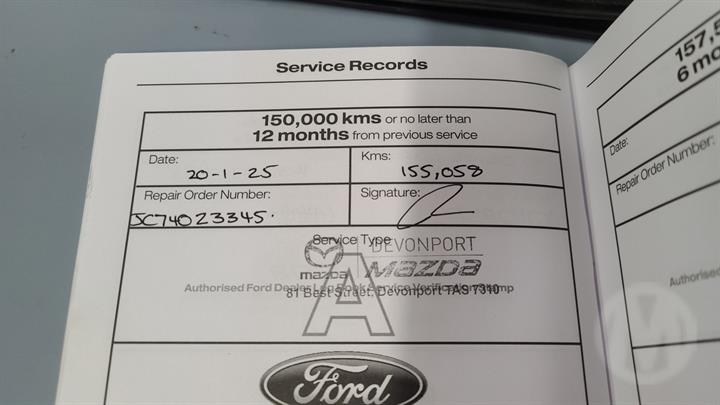 Service Records
150,000 kms or no later than
12 months from previous service
Date:
20-1-25
Kms:
155,058
Repair Order Number:
JC74023345.
Signature:
Service Type
A
DEVONPORT
mazda mazda
Authorised Ford Dealer Log Book Service Verification Stamp
81 Best Street, Devonport TAS 7310
Ford
157,5
6 mo
Date:
Repair Order Number:
Authorised
M